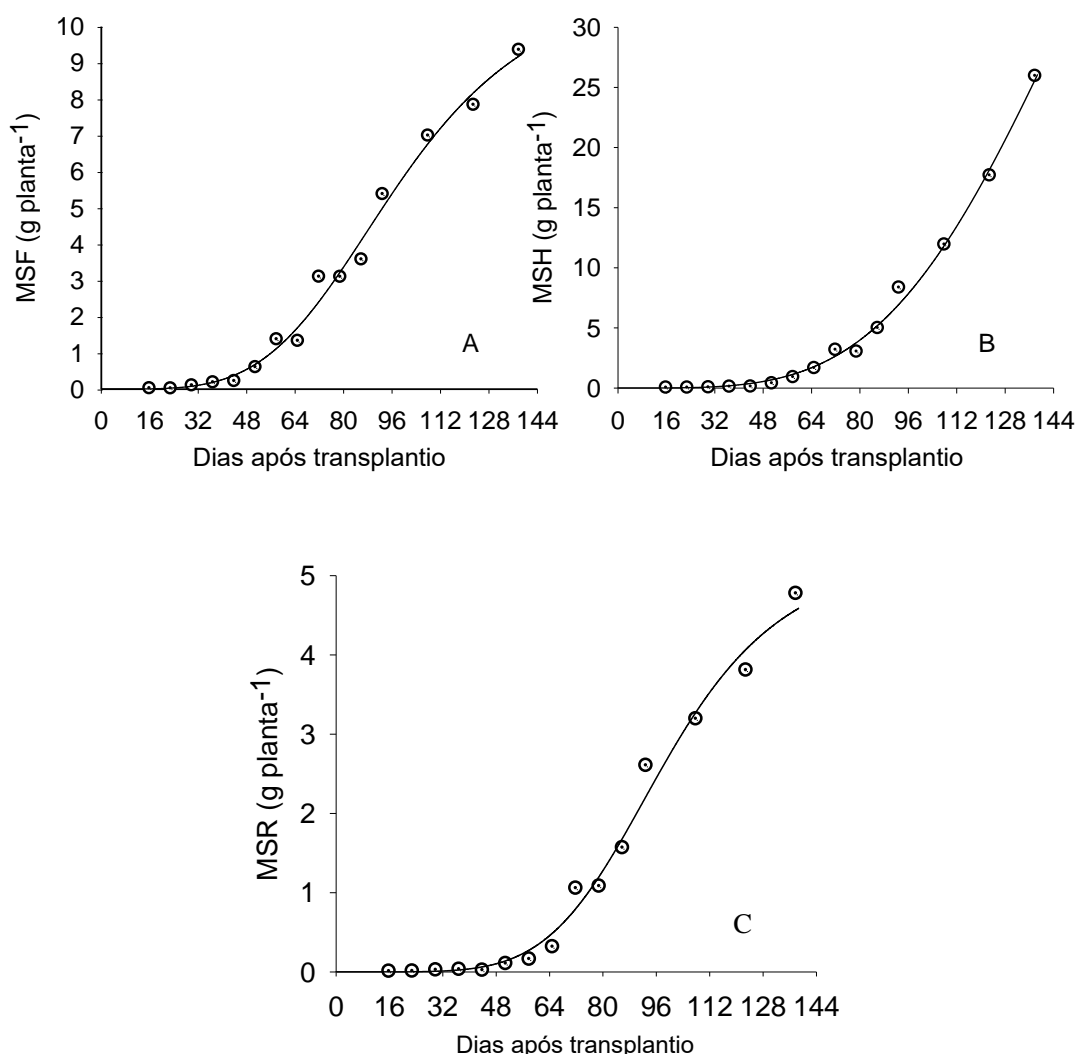 10
9
8
7
6
5
4
3
2
1
0
MSF (g planta-1)
A
0 16 32 48 64 80 96 112 128 144
Dias após transplantio
30
25
20
15
10
5
0
MSH (g planta-1)
B
0 16 32 48 64 80 96 112 128 144
Dias após transplantio
5
4
3
2
1
0
MSR (g planta-1)
C
0 16 32 48 64 80 96 112 128 144
Dias após transplantio